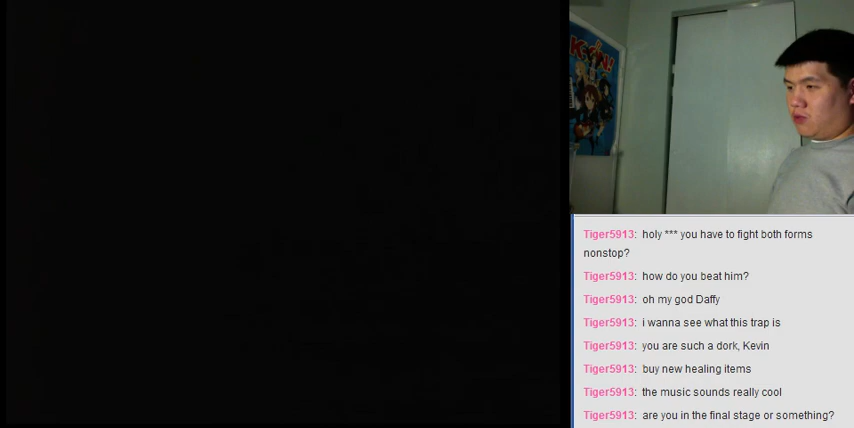 K-ON!
Tiger5913: holy *** you have to fight both forms
nonstop?
Tiger5913: how do you beat him?
Tiger5913: oh my god Daffy
Tiger5913: i wanna see what this trap is
Tiger5913: you are such a dork, Kevin
Tiger5913: buy new healing items
Tiger5913: the music sounds really cool
Tiger5913: are you in the final stage or something?